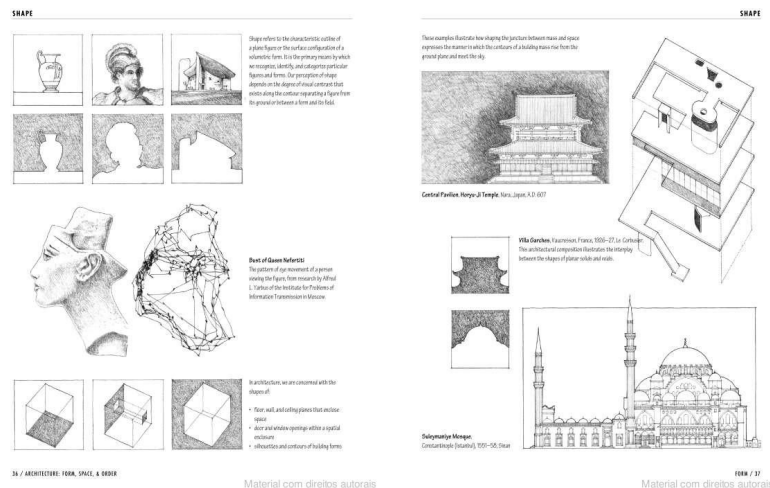 SHAPE
Shape refers to the characteristic outline of
a plane figure or the surface configuration of a
volumetric form. It is the primary means by which
we recognize, identify, and categorize particular
figures and forms. Our perception of shape
depends on the degree of visual contrast that
exists along the contour separating a figure from
its ground or between a form and its field.
Bust of Queen Nefertiti
The pattern of eye movement of a person
viewing the figure, from research by Alfred
L. Yarbus of the Institute for Problems of
Information Transmission in Moscow.
In architecture, we are concerned with the
shapes of:
• floor, wall, and ceiling planes that enclose
space
• door and window openings within a spatial
enclosure
• silhouettes and contours of building forms
36 / ARCHITECTURE: FORM, SPACE, & ORDER
SHAPE
These examples illustrate how shaping the juncture between mass and space
expresses the manner in which the contours of a building mass rise from the
ground plane and meet the sky.
Central Pavilion, Horyu-Ji Temple, Nara, Japan, A.D. 607
Villa Garches, Vaucresson, France, 1926–27, Le Corbusier.
This architectural composition illustrates the interplay
between the shapes of planar solids and voids.
Suleymaniye Mosque,
Constantinople (Istanbul), 1551–58, Sinan
FORM / 37
Material com direitos autorais
Material com direitos autorais